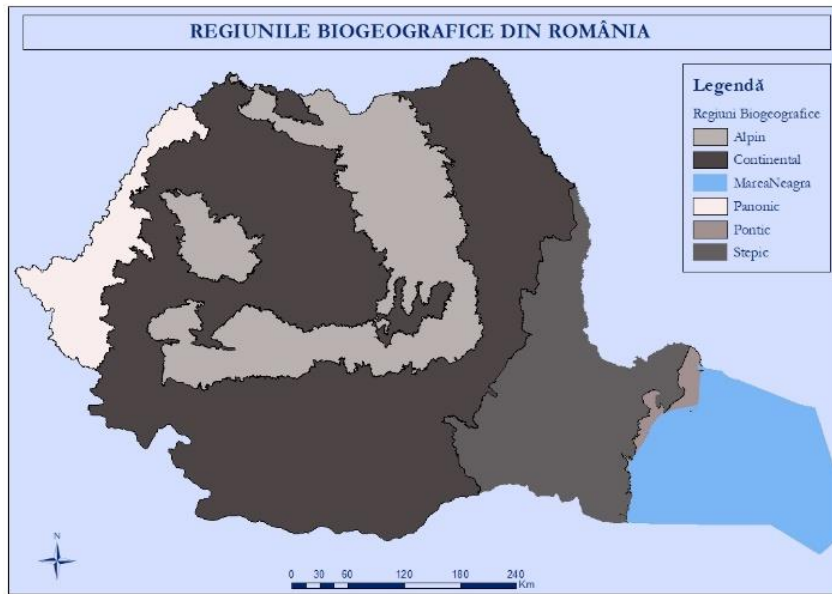 REGIUNILE BIOGEOGRAFICE DIN ROMÂNIA
Legendă
Regiuni Biogeografice
Alpin
Continental
MareaNeagra
Panonic
Pontic
Stepic
N
0 30 60 120 180 240
Km